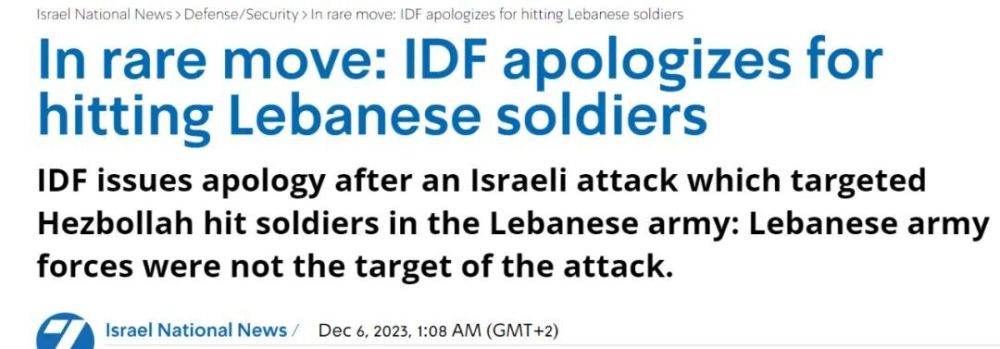 Israel National News > Defense/Security > In rare move: IDF apologizes for hitting Lebanese soldiers
In rare move: IDF apologizes for
hitting Lebanese soldiers
IDF issues apology after an Israeli attack which targeted
Hezbollah hit soldiers in the Lebanese army: Lebanese army
forces were not the target of the attack.
7 Israel National News / Dec 6, 2023, 1:08 AM (GMT+2)